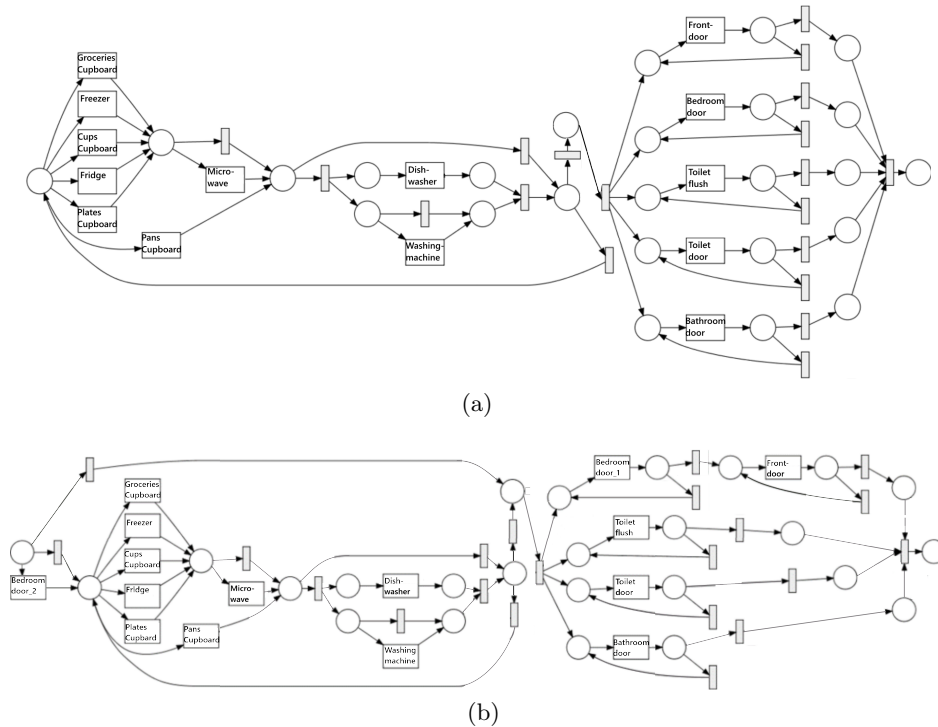 Groceries
Cupboard
Freezer
Cups
Cupboard
Fridge
Plates
Cupboard
Pans
Cupboard
Micro-
wave
Dish-
washer
Washing-
machine
Front-
door
Bedroom
door
Toilet
flush
Toilet
door
Bathroom
door
(a)
Bedroom
door_2
Groceries
Cupboard
Freezer
Cups
Cupboard
Fridge
Plates
Cupbard
Pans
Cupboard
Micro-
wave
Dish-
washer
Washing
machine
Bedroom
door_1
Front-
door
Toilet
flush
Toilet
door
Bathroom
door
(b)